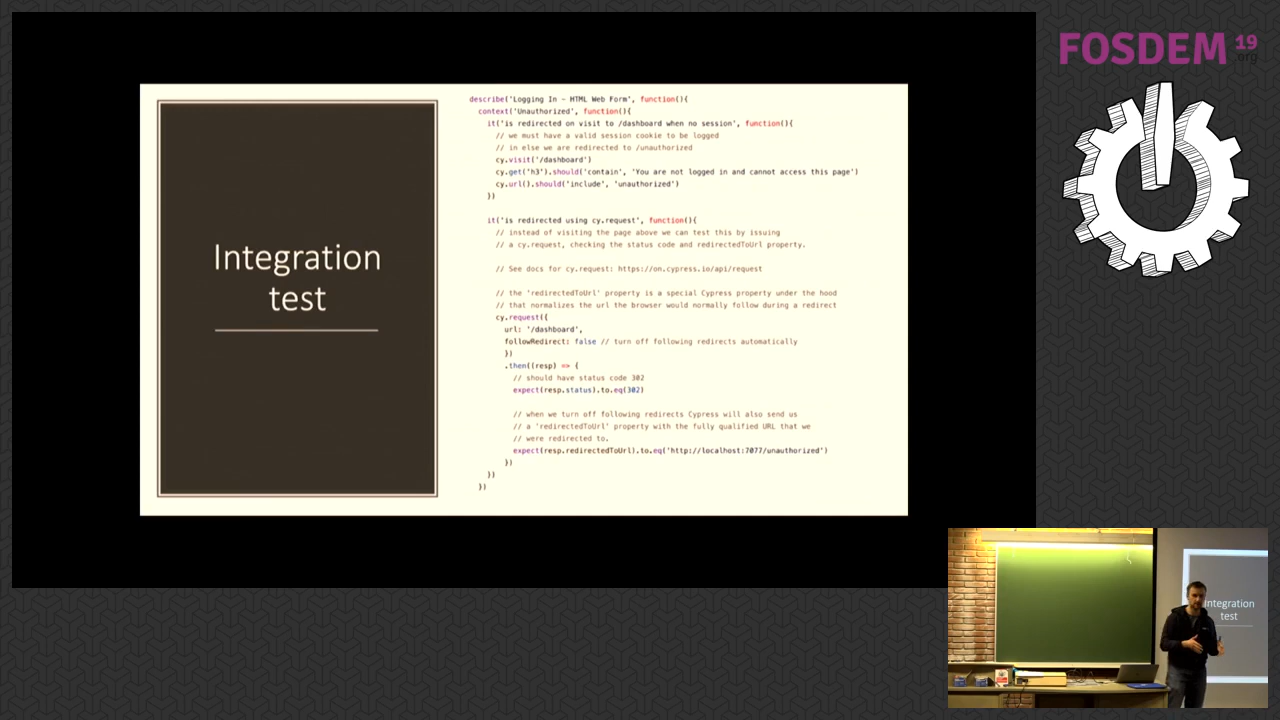 FOSDEM 19
.org
Integration
test
describe('Logging In - HTML Web Form', function(){
context('Unauthorized', function(){
it('is redirected on visit to /dashboard when no session', function(){
// we must have a valid session cookie to be logged
// in else we are redirected to /unauthorized
cy.visit('/dashboard')
cy.get('h3').should('contain', 'You are not logged in and cannot access this page')
cy.url().should('include', 'unauthorized')
})
it('is redirected using cy.request', function(){
// instead of visiting the page above we can test this by issuing
// a cy.request, checking the status code and redirectedToUrl property.
// See docs for cy.request: https://on.cypress.io/api/request
// the 'redirectedToUrl' property is a special Cypress property under the hood
// that normalizes the url the browser would normally follow during a redirect
cy.request({
url: '/dashboard',
followRedirect: false // turn off following redirects automatically
})
.then((resp) => {
// should have status code 302
expect(resp.status).to.eq(302)
// when we turn off following redirects Cypress will also send us
// a 'redirectedToUrl' property with the fully qualified URL that we
// were redirected to.
expect(resp.redirectedToUrl).to.eq('http://localhost:7077/unauthorized')
})
})
})
Integration
test